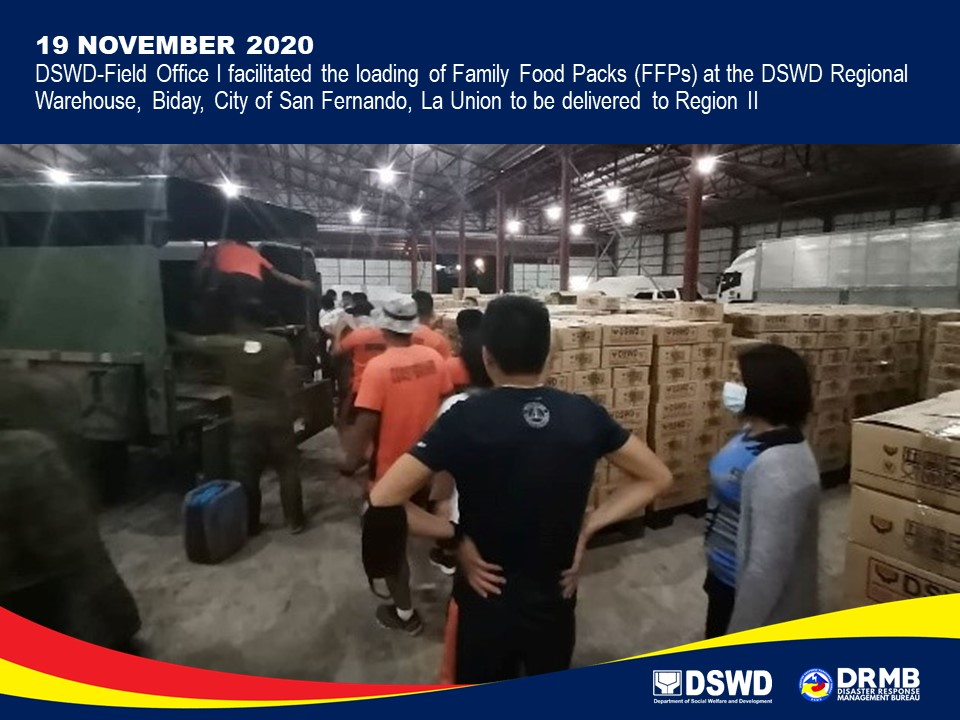 19 NOVEMBER 2020
DSWD-Field Office I facilitated the loading of Family Food Packs (FFPs) at the DSWD Regional
Warehouse, Biday, City of San Fernando, La Union to be delivered to Region II
DSWD
DSWD
DSWD
Department of Social Welfare and Development
DRMB
DISASTER RESPONSE
MANAGEMENT BUREAU